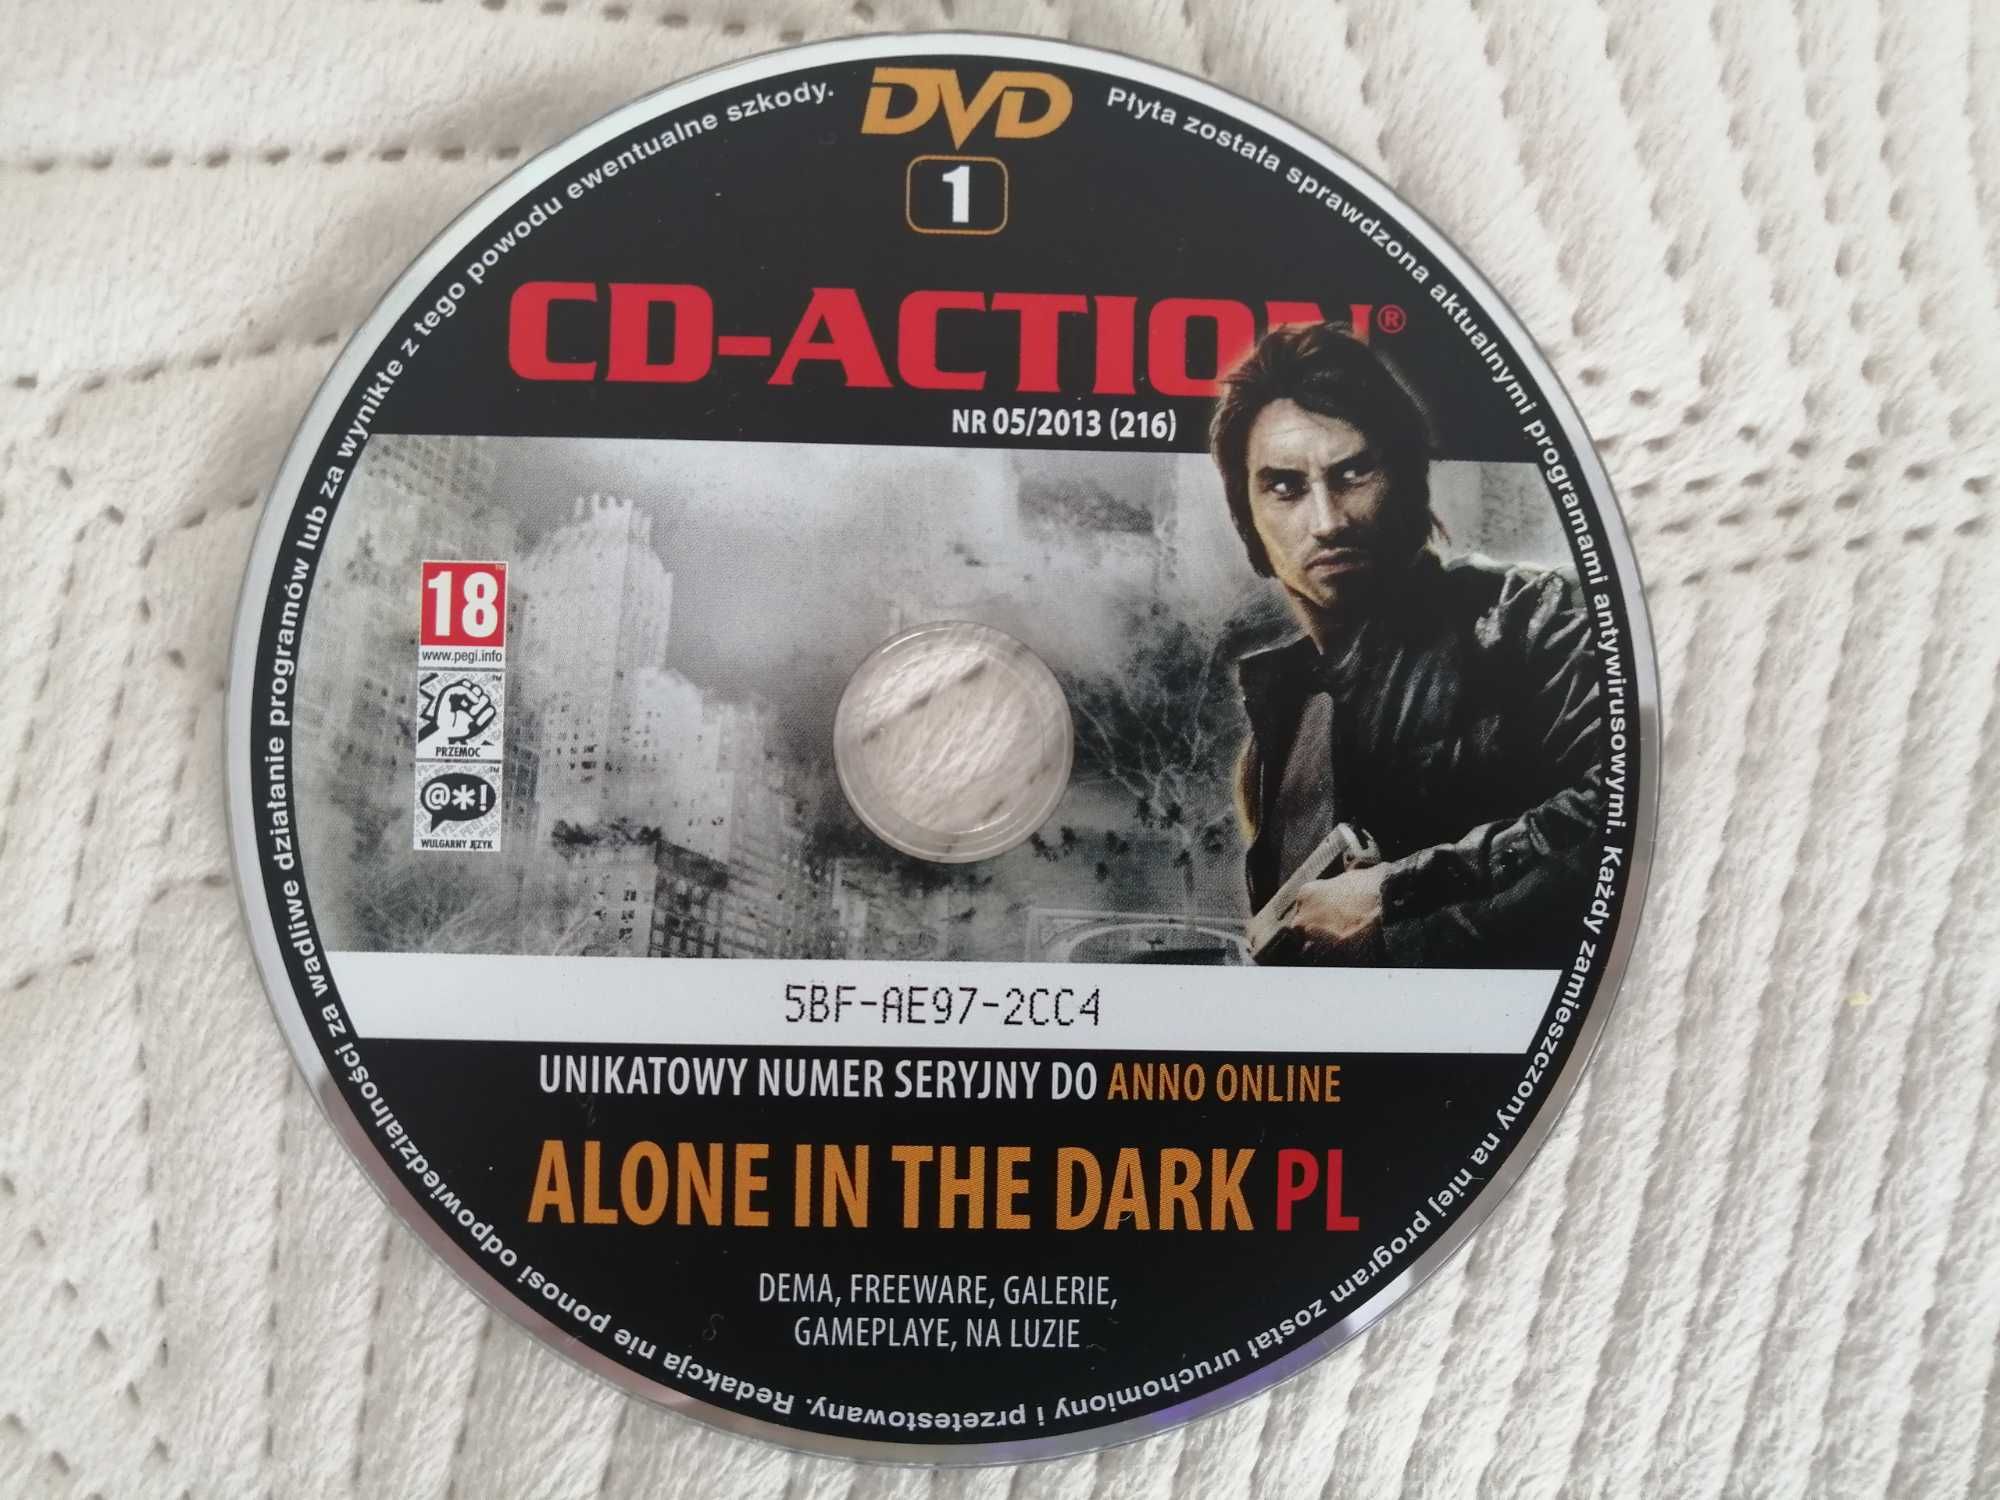 DVD
1
Płyta została sprawdzona aktualnymi programami antywirusowymi. Każdy zamieszczony na niej program został uruchomiony i przetestowany. Redakcja nie ponosi odpowiedzialności za wadliwe działanie programów lub za wynikłe z tego powodu ewentualne szkody.
CD-ACTION®
NR 05/2013 (216)
18™
www.pegi.info
™
PRZEMOC
™
@*!
WULGARNY JĘZYK
5BF-AE97-2CC4
UNIKATOWY NUMER SERYJNY DO ANNO ONLINE
ALONE IN THE DARK PL
DEMA, FREEWARE, GALERIE,
GAMEPLAYE, NA LUZIE